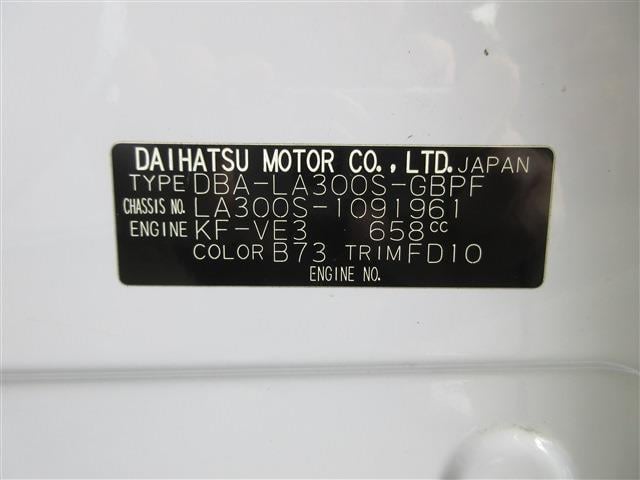 DAIHATSU MOTOR CO., LTD. JAPAN
TYPE DBA-LA300S-GBPF
CHASSIS NO. LA300S-1091961
ENGINE KF-VE3 658cc
COLOR B73 TRIM FD10
ENGINE NO.